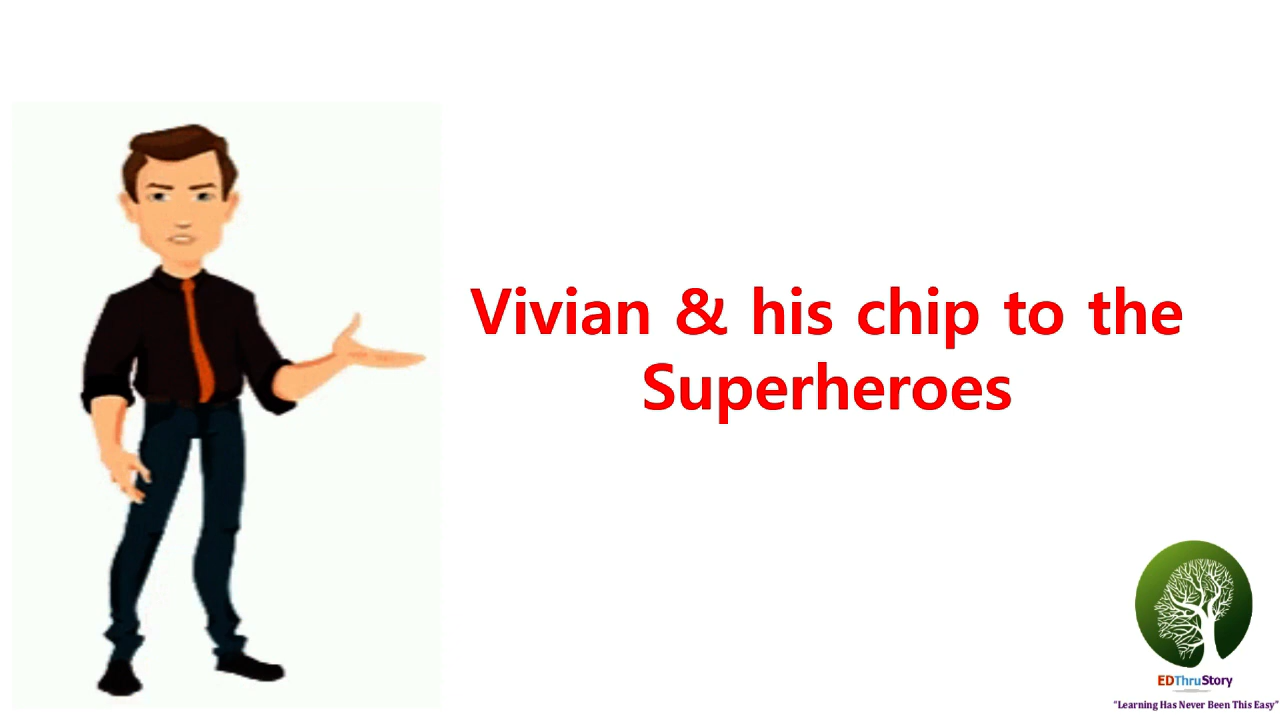 Vivian & his chip to the
Superheroes
EDThruStory
“Learning Has Never Been This Easy”